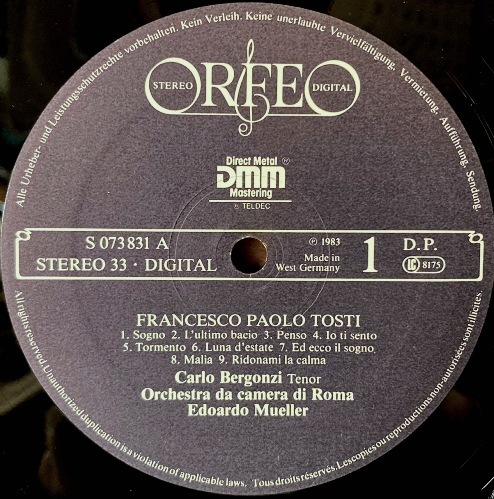 Alle Urheber- und Leistungsschutzrechte vorbehalten. Kein Verleih. Keine unerlaubte Vervielfältigung, Vermietung, Aufführung, Sendung.
STEREO ORFEO DIGITAL
Direct Metal ®
DMM
Mastering
℗ TELDEC
S 073831 A
STEREO 33 · DIGITAL
℗ 1983
Made in
West Germany
1
D.P.
LC 8175
FRANCESCO PAOLO TOSTI
1. Sogno 2. L'ultimo bacio 3. Penso 4. Io ti sento
5. Tormento 6. Luna d'estate 7. Ed ecco il sogno
8. Malia 9. Ridonami la calma
Carlo Bergonzi Tenor
Orchestra da camera di Roma
Edoardo Mueller
All rights reserved. Unauthorized duplication is a violation of applicable laws. Tous droits réservés. Les copies ou reproductions non-autorisées sont illicites.